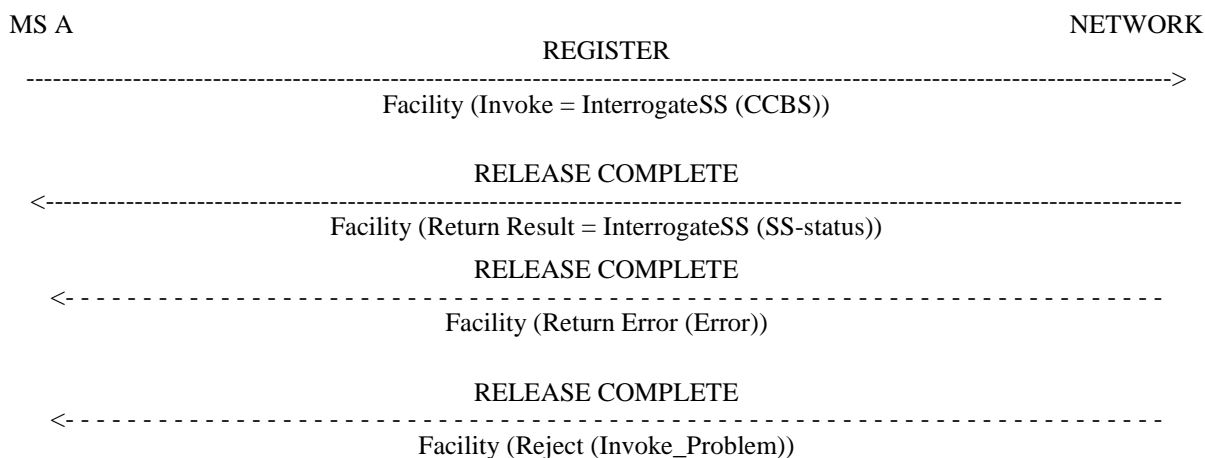 MS A NETWORK
REGISTER
------------------------------------------------------------------------------------------------------------------------------------>
Facility (Invoke = InterrogateSS (CCBS))
RELEASE COMPLETE
<------------------------------------------------------------------------------------------------------------------------------------
Facility (Return Result = InterrogateSS (SS-status))
RELEASE COMPLETE
<- - - - - - - - - - - - - - - - - - - - - - - - - - - - - - - - - - - - - - - - - - - - - - - - - - - - - - - - - - - - - - - - - - - - - - - -
Facility (Return Error (Error))
RELEASE COMPLETE
<- - - - - - - - - - - - - - - - - - - - - - - - - - - - - - - - - - - - - - - - - - - - - - - - - - - - - - - - - - - - - - - - - - - - - - - -
Facility (Reject (Invoke_Problem))